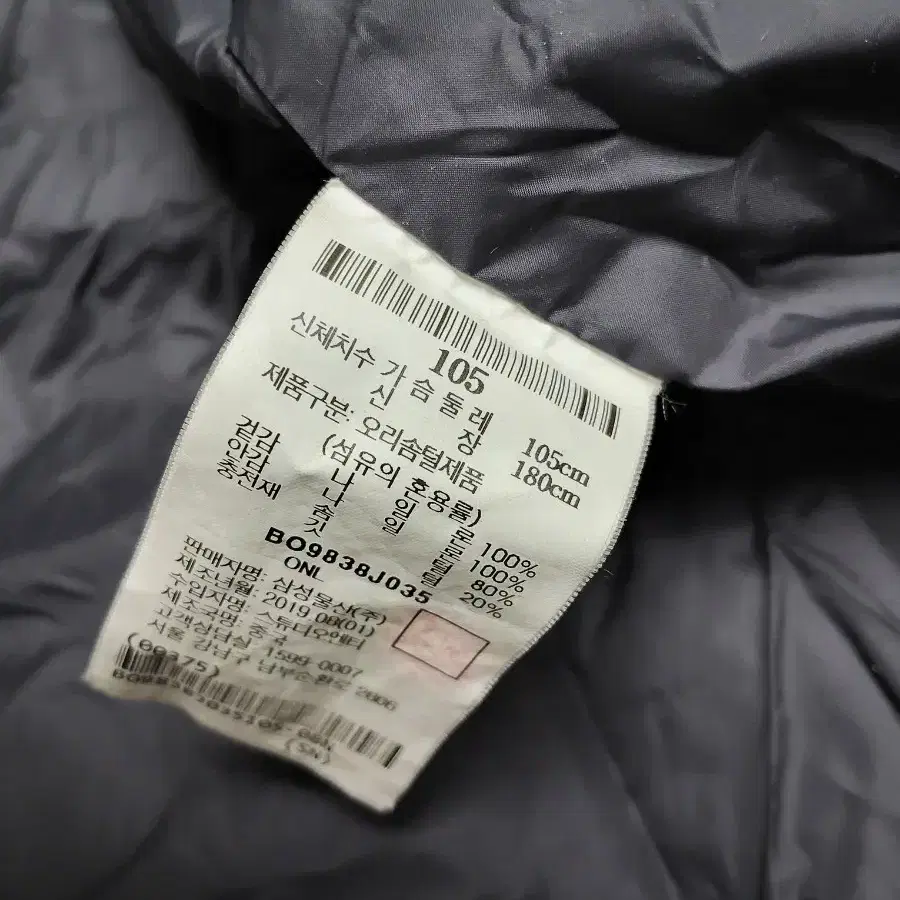 105
신체치수 가슴둘레 105cm
신 장 180cm
제품구분: 오리솜털제품
(섬유의 혼용률)
겉감 나일론 100%
안감 나일론 100%
충전재 솜털 80%
깃털 20%
BO9838J035
ONL
판매자명: 삼성물산(주)
제조년월: 2019.08(01)
수입자명: 스튜디오엔터
제조국명: 중국
고객상담실: 1599-0007
서울 강남구 남부순환로 2806
(06275)
(SN)